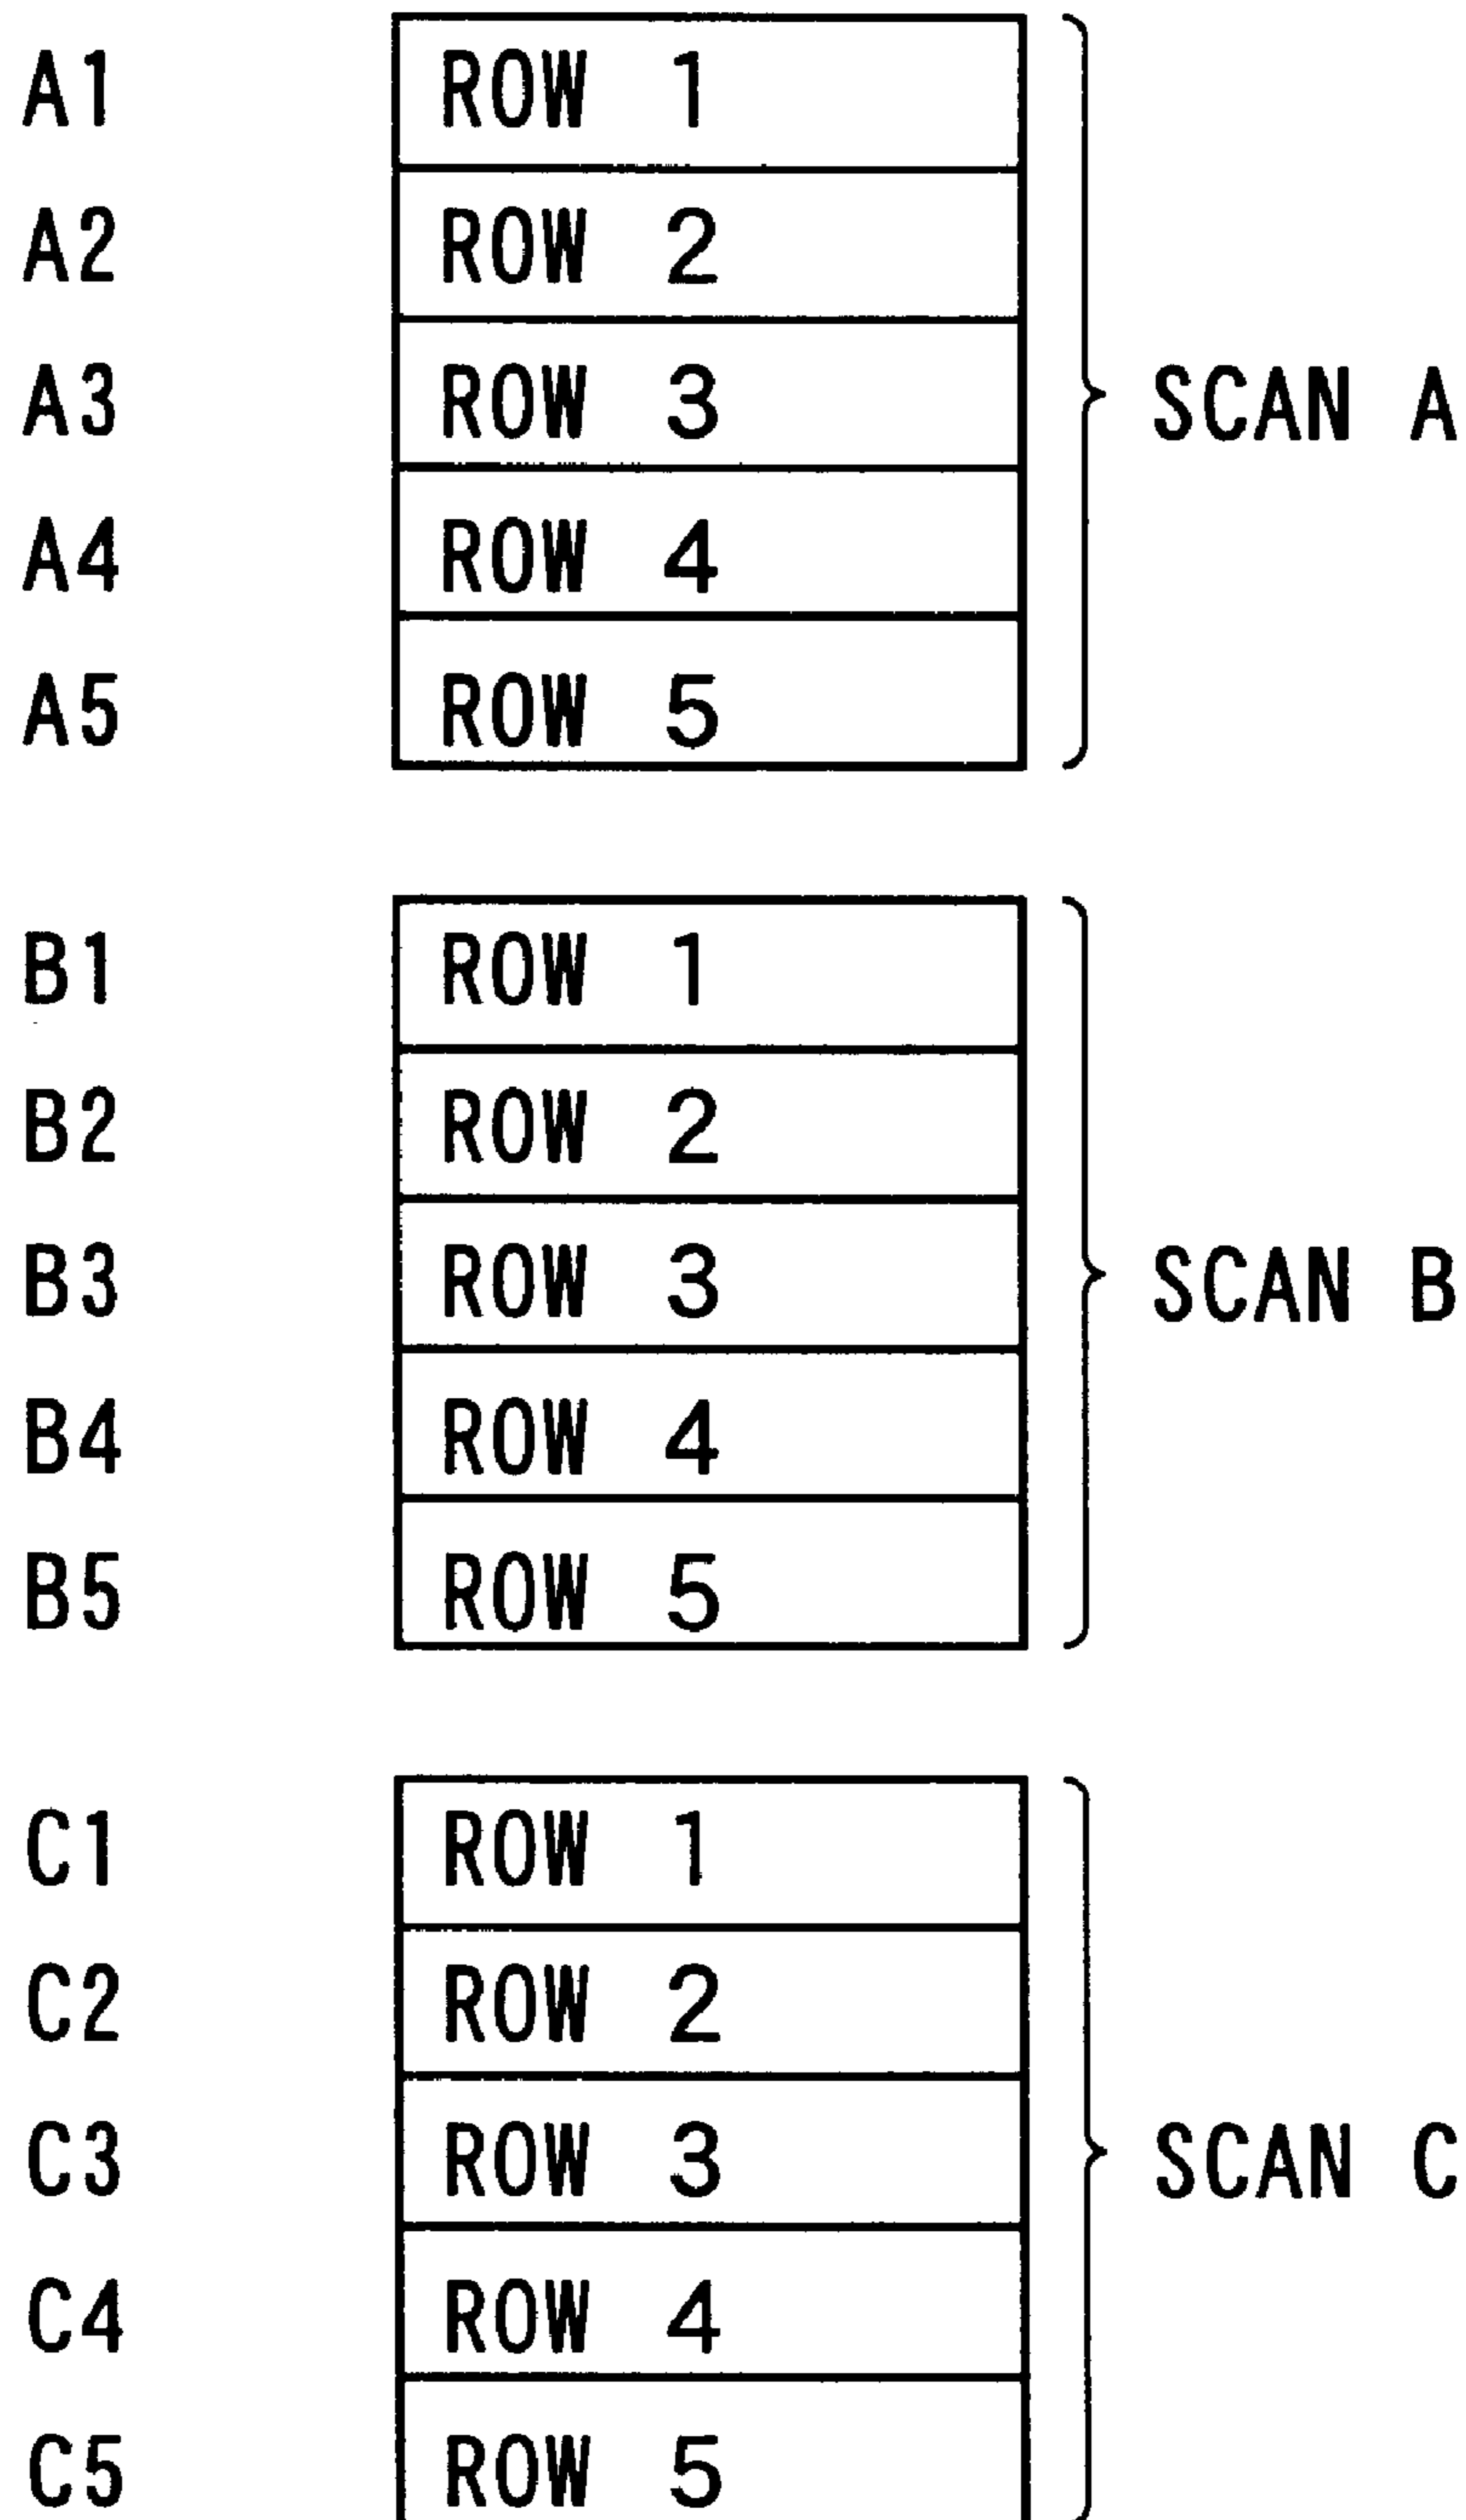 A1 ROW 1
A2 ROW 2
A3 ROW 3 SCAN A
A4 ROW 4
A5 ROW 5
B1 ROW 1
B2 ROW 2
B3 ROW 3 SCAN B
B4 ROW 4
B5 ROW 5
C1 ROW 1
C2 ROW 2
C3 ROW 3 SCAN C
C4 ROW 4
C5 ROW 5